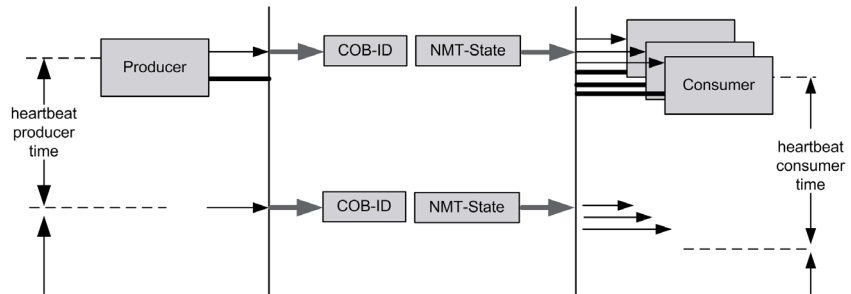 Producer
COB-ID
NMT-State
Consumer
heartbeat
producer
time
heartbeat
consumer
time
COB-ID
NMT-State